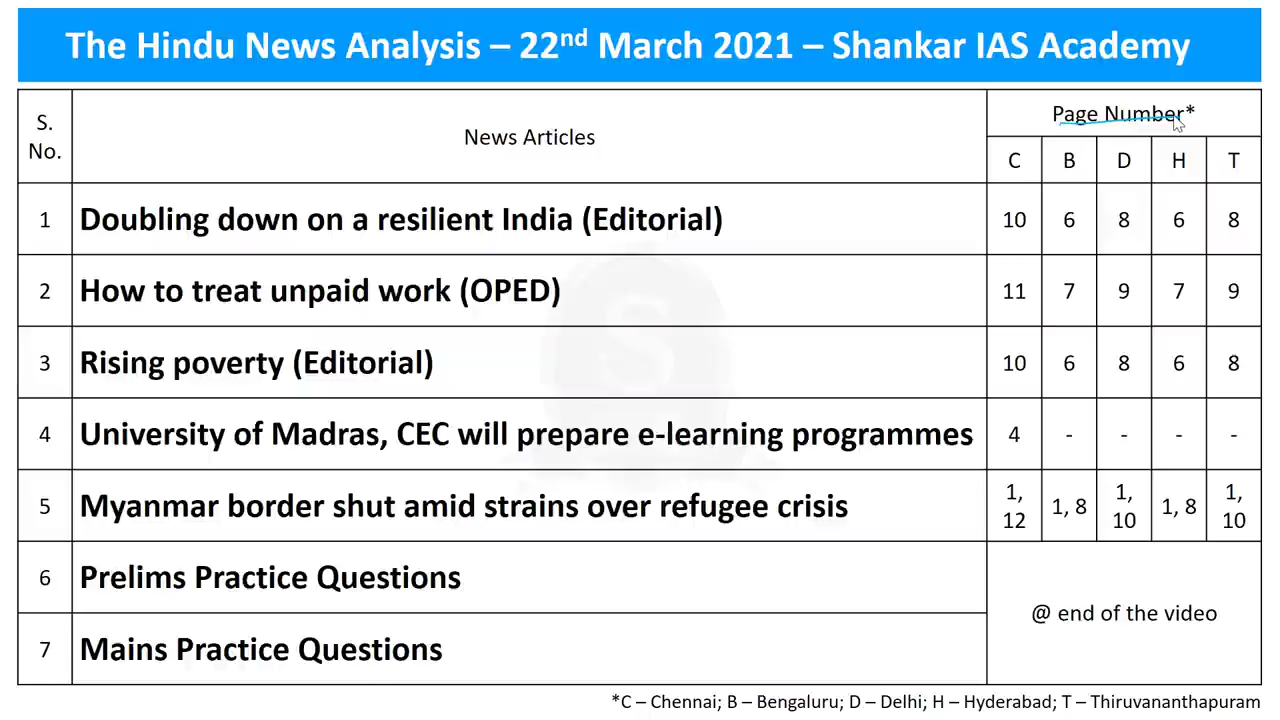 The Hindu News Analysis – 22nd March 2021 – Shankar IAS Academy
S. No. News Articles Page Number*
C B D H T
1 Doubling down on a resilient India (Editorial) 10 6 8 6 8
2 How to treat unpaid work (OPED) 11 7 9 7 9
3 Rising poverty (Editorial) 10 6 8 6 8
4 University of Madras, CEC will prepare e-learning programmes 4 - - - -
5 Myanmar border shut amid strains over refugee crisis 1, 12 1, 8 1, 10 1, 8 1, 10
6 Prelims Practice Questions
@ end of the video
7 Mains Practice Questions
*C – Chennai; B – Bengaluru; D – Delhi; H – Hyderabad; T – Thiruvananthapuram